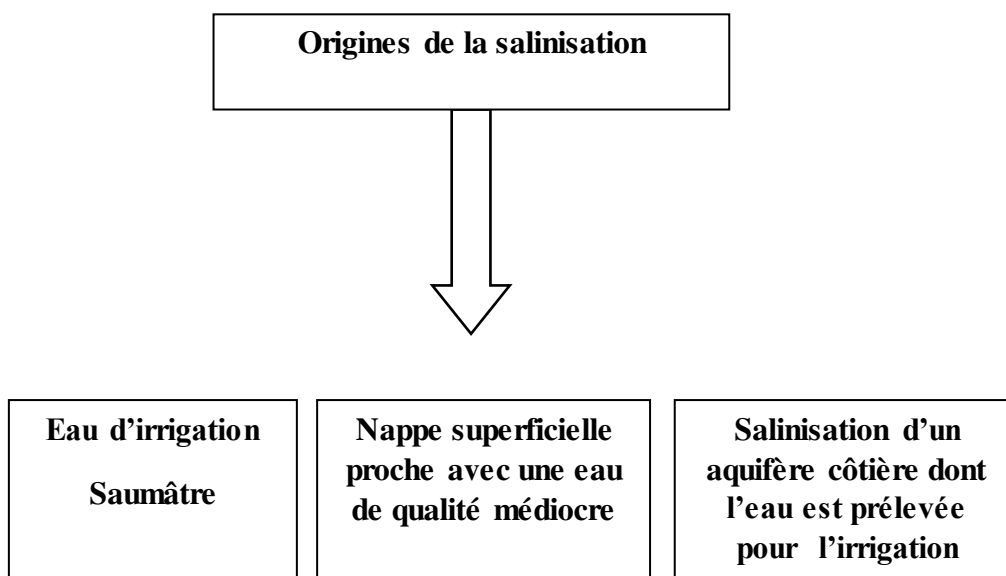 Origines de la salinisation
Eau d’irrigation
Saumâtre
Nappe superficielle
proche avec une eau
de qualité médiocre
Salinisation d’un
aquifère côtière dont
l’eau est prélevée
pour l’irrigation